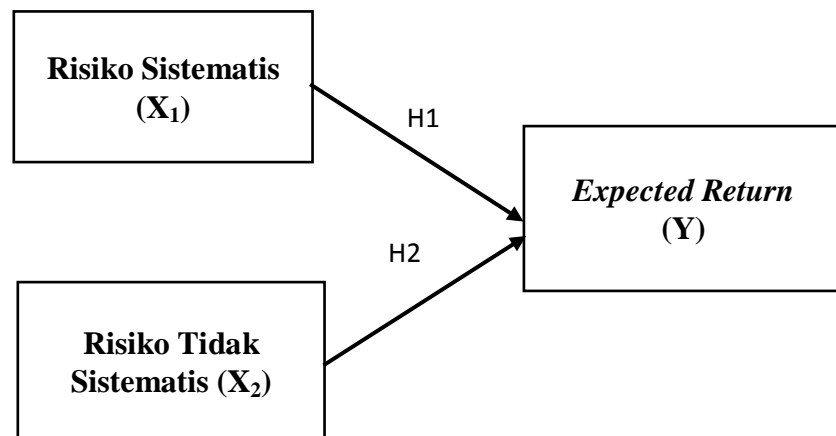 Risiko Sistematis
(X₁)
H1
Expected Return
(Y)
H2
Risiko Tidak
Sistematis (X₂)